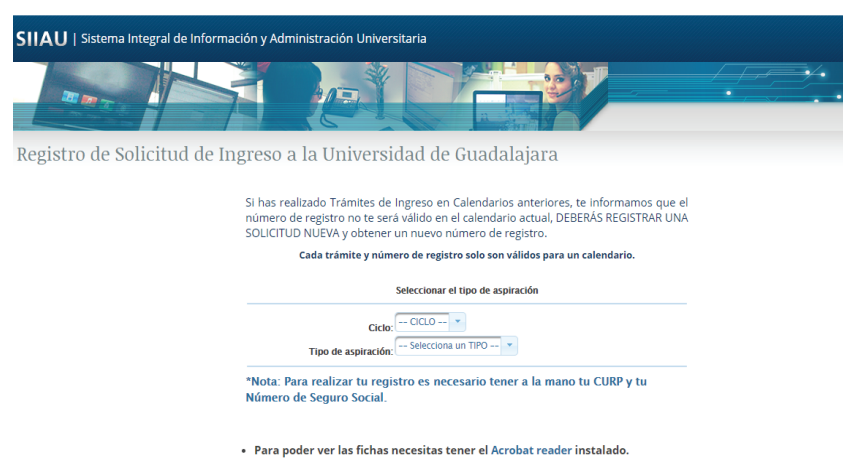 SIIAU | Sistema Integral de Información y Administración Universitaria
Registro de Solicitud de Ingreso a la Universidad de Guadalajara
Si has realizado Trámites de Ingreso en Calendarios anteriores, te informamos que el
número de registro no te será válido en el calendario actual, DEBERÁS REGISTRAR UNA
SOLICITUD NUEVA y obtener un nuevo número de registro.
Cada trámite y número de registro solo son válidos para un calendario.
Seleccionar el tipo de aspiración
Ciclo: -- CICLO --
Tipo de aspiración: -- Selecciona un TIPO --
*Nota: Para realizar tu registro es necesario tener a la mano tu CURP y tu
Número de Seguro Social.
• Para poder ver las fichas necesitas tener el Acrobat reader instalado.